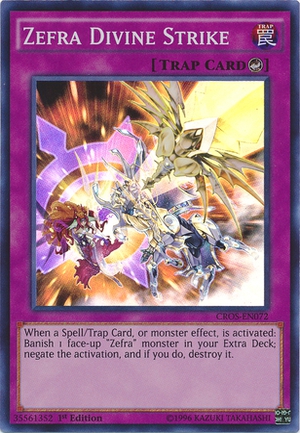 Zefra Divine Strike
TRAP
罠
[Trap Card]
CROS-EN072
When a Spell/Trap Card, or monster effect, is activated:
Banish 1 face-up "Zefra" monster in your Extra Deck;
negate the activation, and if you do, destroy it.
35561352 1st Edition ©1996 KAZUKI TAKAHASHI